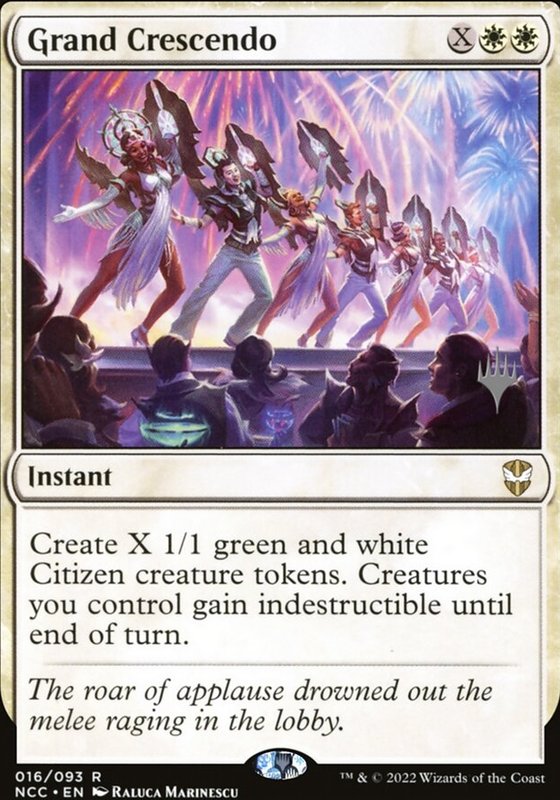 Grand Crescendo X
Instant
Create X 1/1 green and white
Citizen creature tokens. Creatures
you control gain indestructible until
end of turn.
The roar of applause drowned out the
melee raging in the lobby.
016/093 R
NCC • EN RALUCA MARINESCU
™ & © 2022 Wizards of the Coast